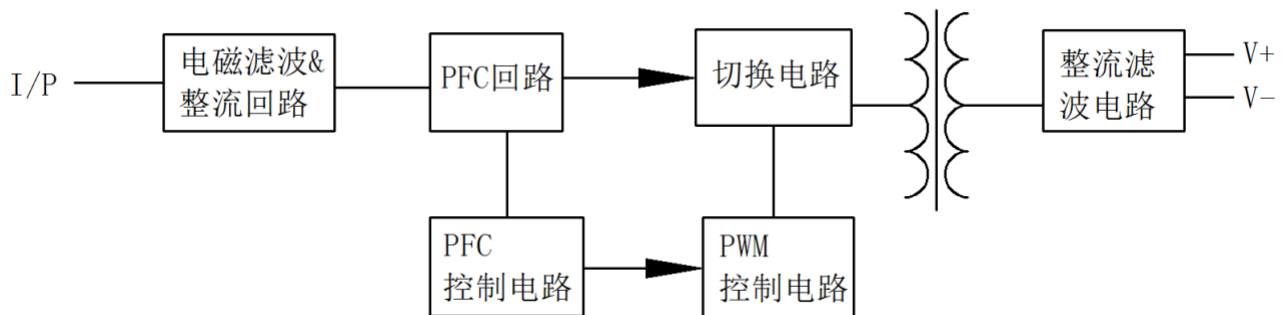 I/P
电磁滤波&
整流回路
PFC回路
切换电路
整流滤
波电路
V+
V-
PFC
控制电路
PWM
控制电路